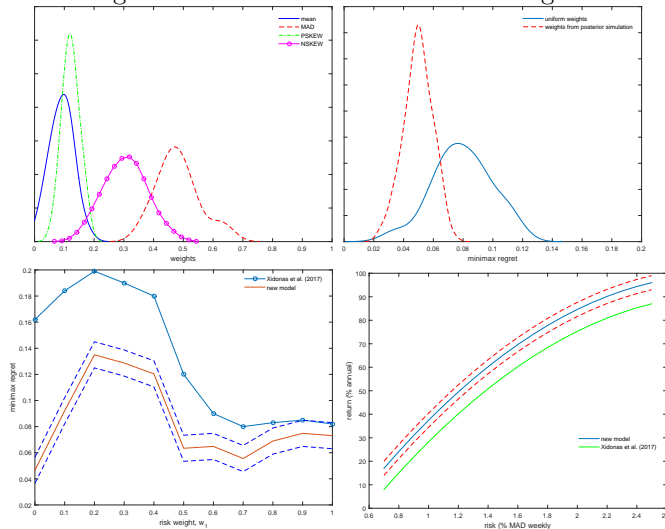 mean
MAD
PSKEW
NSKEW
0 0.1 0.2 0.3 0.4 0.5 0.6 0.7 0.8 0.9 1
weights
uniform weights
weights from posterior simulation
0 0.02 0.04 0.06 0.08 0.1 0.12 0.14 0.16 0.18 0.2
minimax regret
0.2
0.18
0.16
0.14
0.12
0.1
0.08
0.06
0.04
0.02
minimax regret
Xidonas et al. (2017)
new model
0 0.1 0.2 0.3 0.4 0.5 0.6 0.7 0.8 0.9 1
risk weight, w1
100
90
80
70
60
50
40
30
20
10
0
return (% annual)
new model
Xidonas et al. (2017)
0.6 0.8 1 1.2 1.4 1.6 1.8 2 2.2 2.4
risk (% MAD weekly